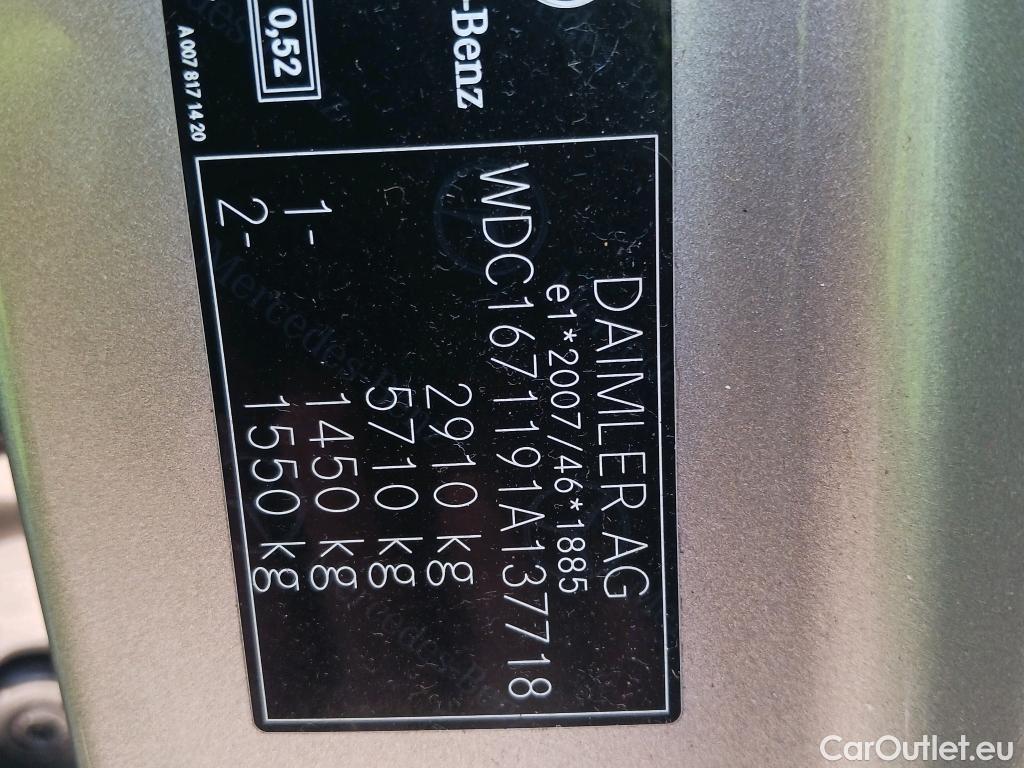 -Benz
0,52
A 007 817 14 20
DAIMLER AG
e1*2007/46*1885
WDC1671191A137718
2910 kg
5710 kg
1- 1450 kg
2- 1550 kg
CarOutlet.eu